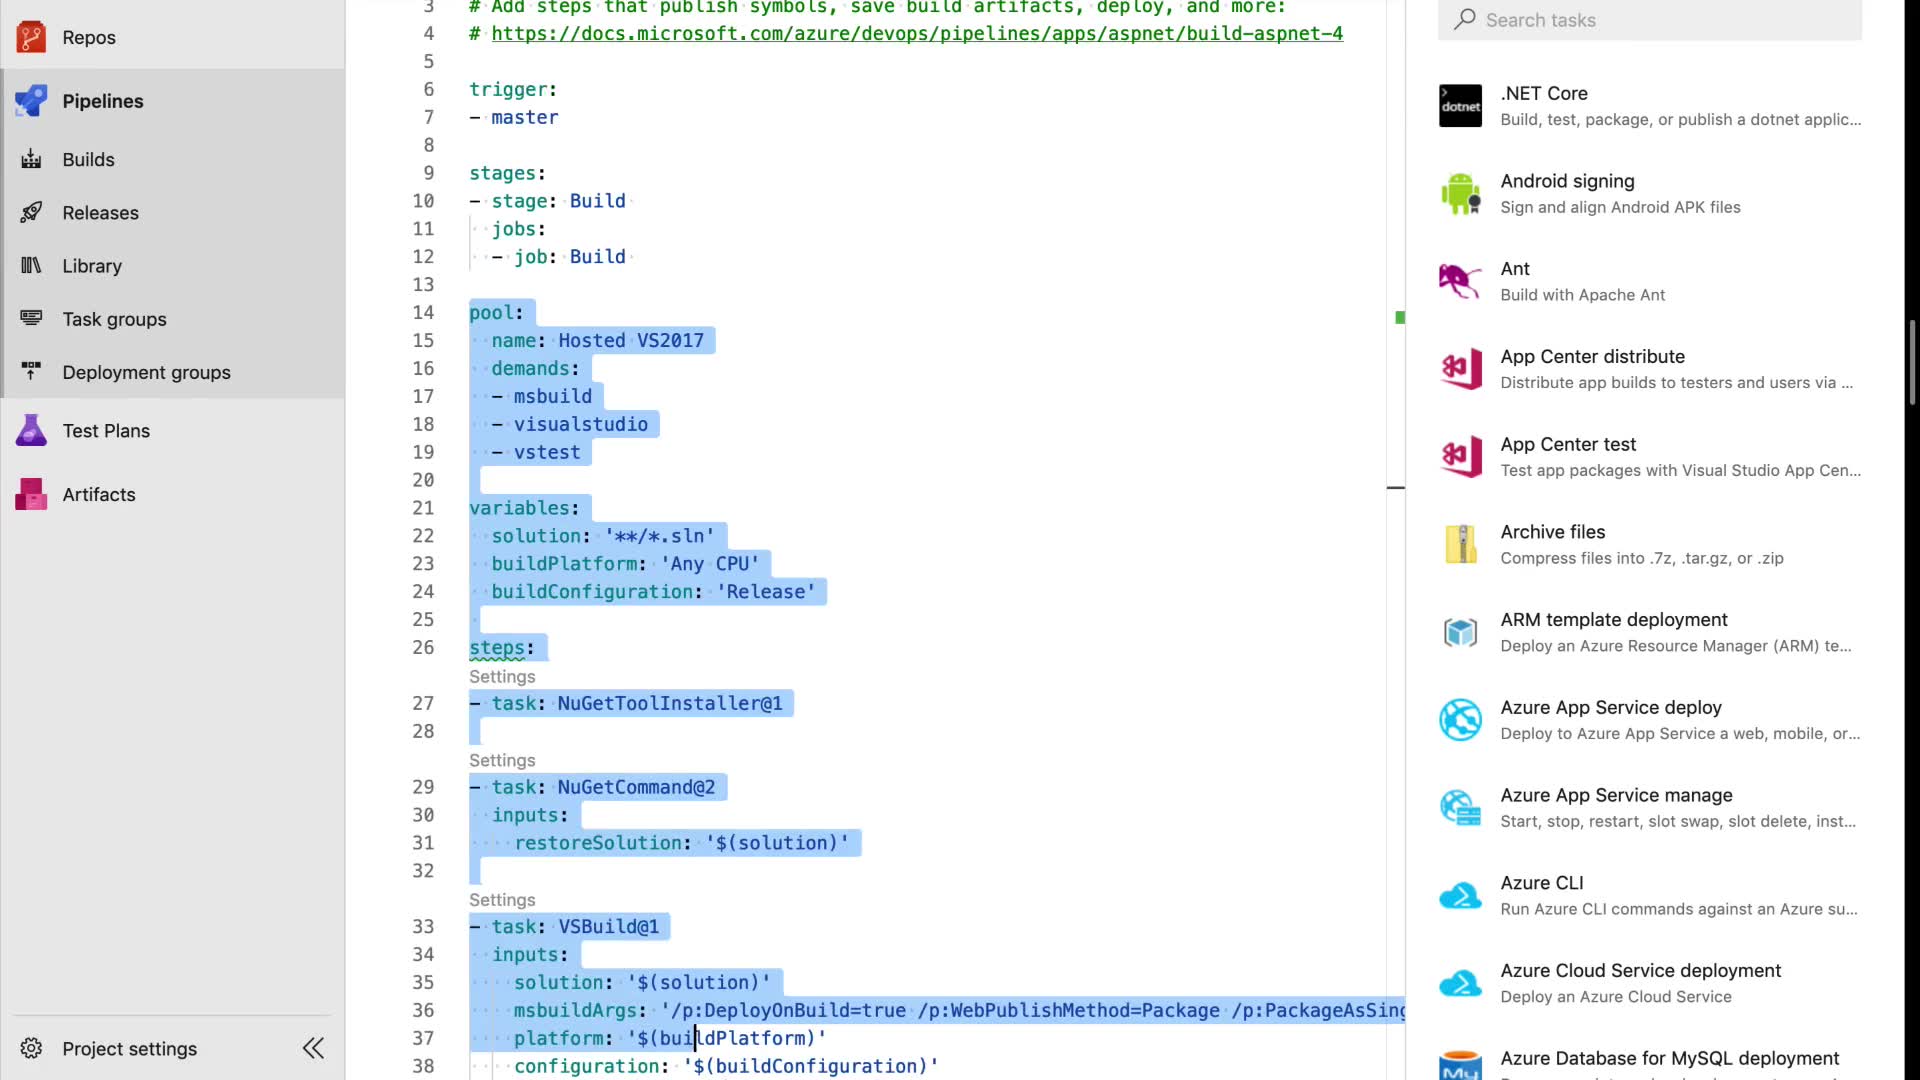 Repos
Pipelines
Builds
Releases
Library
Task groups
Deployment groups
Test Plans
Artifacts
Project settings
3 # Add steps that publish symbols, save build artifacts, deploy, and more:
4 # https://docs.microsoft.com/azure/devops/pipelines/apps/aspnet/build-aspnet-4
5
6 trigger:
7 - master
8
9 stages:
10 - stage: Build
11 jobs:
12 - job: Build
13
14 pool:
15 name: Hosted VS2017
16 demands:
17 - msbuild
18 - visualstudio
19 - vstest
20
21 variables:
22 solution: '**/*.sln'
23 buildPlatform: 'Any CPU'
24 buildConfiguration: 'Release'
25
26 steps:
Settings
27 - task: NuGetToolInstaller@1
28
Settings
29 - task: NuGetCommand@2
30 inputs:
31 restoreSolution: '$(solution)'
32
Settings
33 - task: VSBuild@1
34 inputs:
35 solution: '$(solution)'
36 msbuildArgs: '/p:DeployOnBuild=true /p:WebPublishMethod=Package /p:PackageAsSing
37 platform: '$(buildPlatform)'
38 configuration: '$(buildConfiguration)'
Search tasks
dotnet
.NET Core
Build, test, package, or publish a dotnet applic...
Android signing
Sign and align Android APK files
Ant
Build with Apache Ant
App Center distribute
Distribute app builds to testers and users via ...
App Center test
Test app packages with Visual Studio App Cen...
Archive files
Compress files into .7z, .tar.gz, or .zip
ARM template deployment
Deploy an Azure Resource Manager (ARM) te...
Azure App Service deploy
Deploy to Azure App Service a web, mobile, or...
Azure App Service manage
Start, stop, restart, slot swap, slot delete, inst...
Azure CLI
Run Azure CLI commands against an Azure su...
Azure Cloud Service deployment
Deploy an Azure Cloud Service
My
Azure Database for MySQL deployment